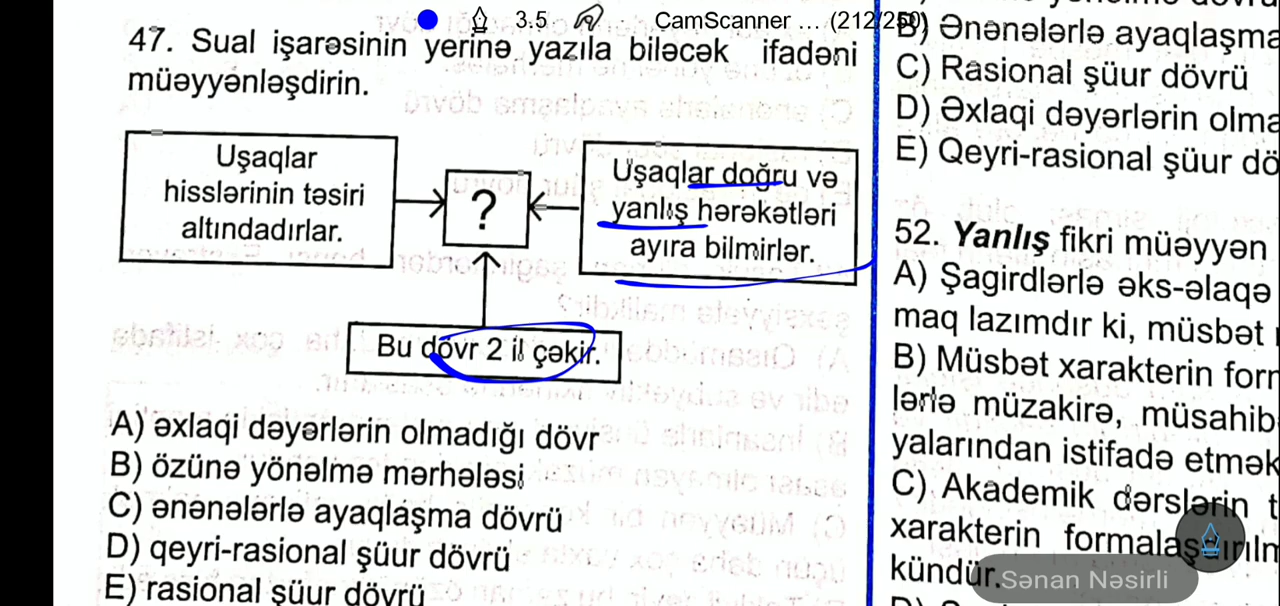 3.5 CamScanner ... (212/250)
47. Sual işarəsinin yerinə yazıla biləcək ifadəni
müəyyənləşdirin.
Uşaqlar
hisslərinin təsiri
altındadırlar.
?
Uşaqlar doğru və
yanlış hərəkətləri
ayıra bilmirlər.
Bu dövr 2 il çəkir.
A) əxlaqi dəyərlərin olmadığı dövr
B) özünə yönəlmə mərhələsi
C) ənənələrlə ayaqlaşma dövrü
D) qeyri-rasional şüur dövrü
E) rasional şüur dövrü
B) Ənənələrlə ayaqlaşma
C) Rasional şüur dövrü
D) Əxlaqi dəyərlərin olma
E) Qeyri-rasional şüur dö
52. Yanlış fikri müəyyən
A) Şagirdlərlə əks-əlaqə
maq lazımdır ki, müsbət
B) Müsbət xarakterin form
lərlə müzakirə, müsahib
yalarından istifadə etmək
C) Akademik dərslərin t
xarakterin formalaşdırılm
kündür.
Sənan Nəsirli